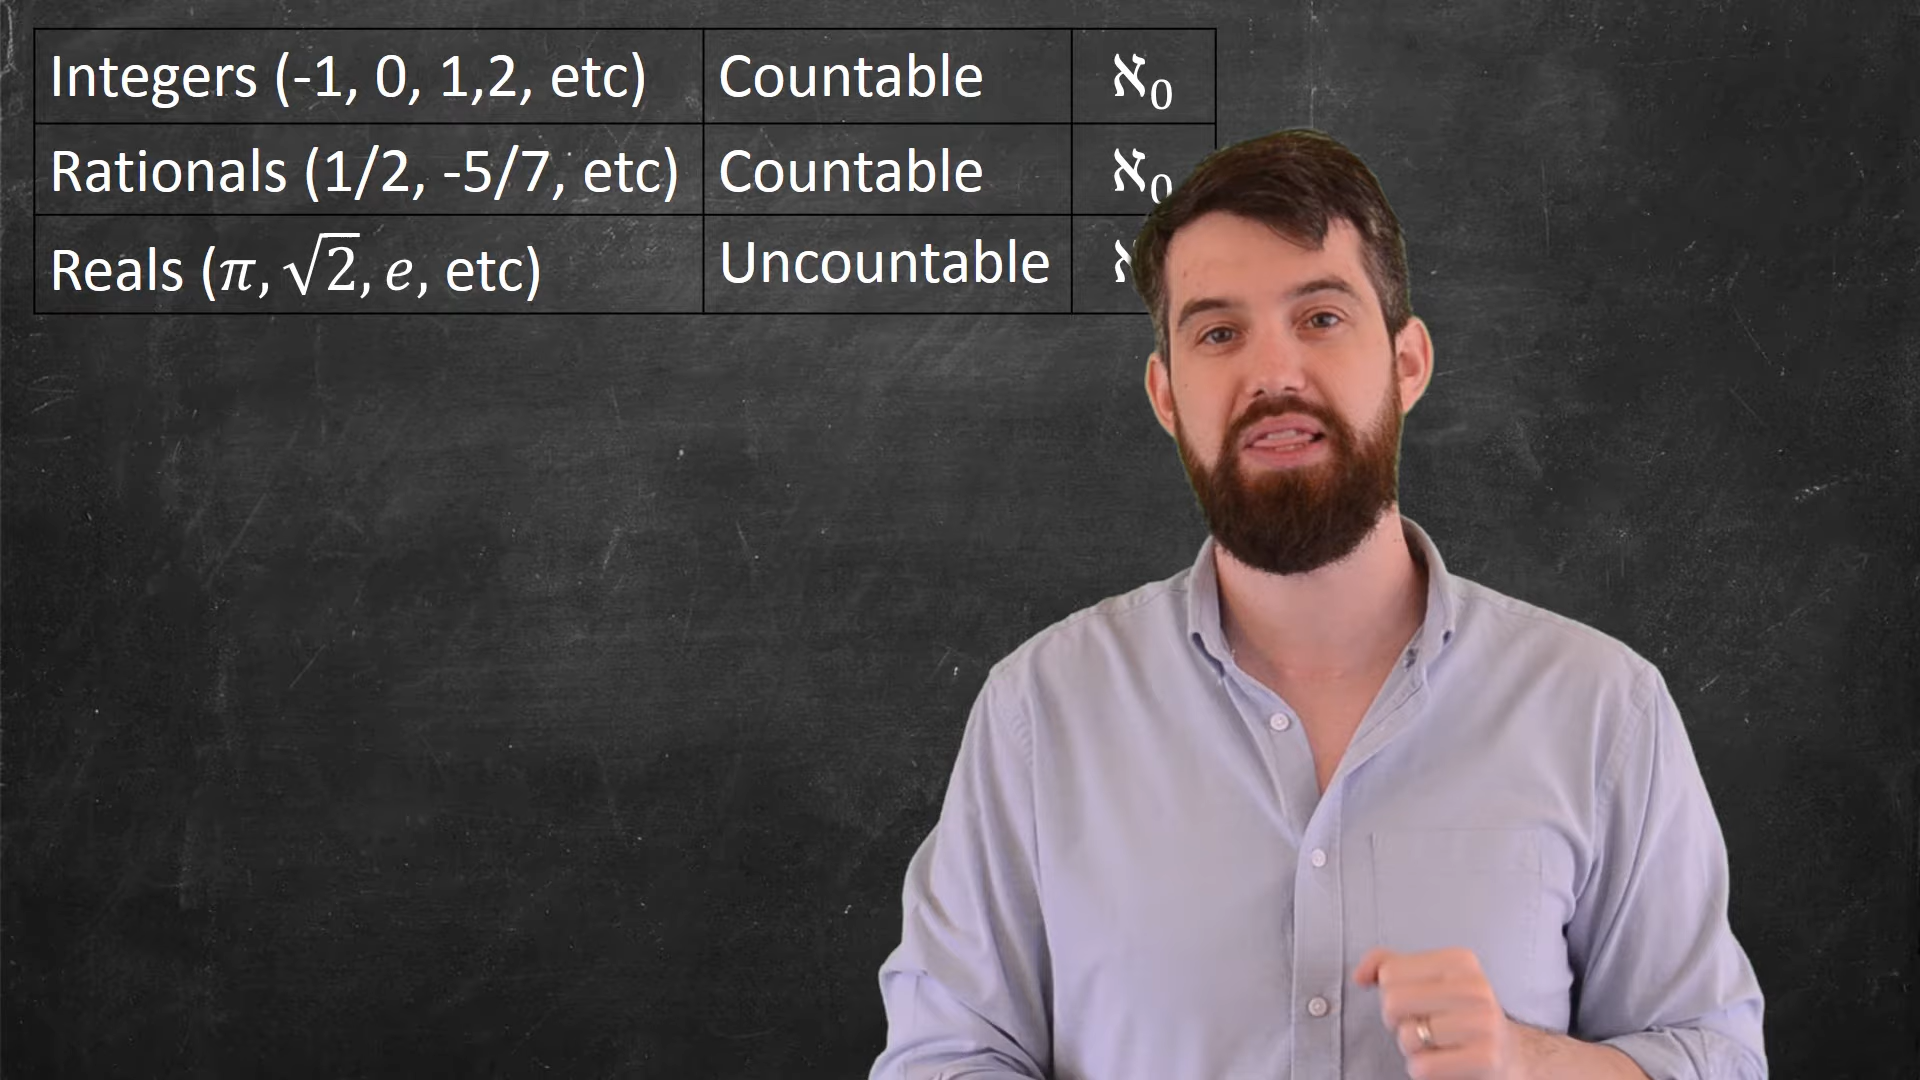 Integers (-1, 0, 1,2, etc) Countable ℵ₀
Rationals (1/2, -5/7, etc) Countable ℵ₀
Reals (π, √2, e, etc) Uncountable